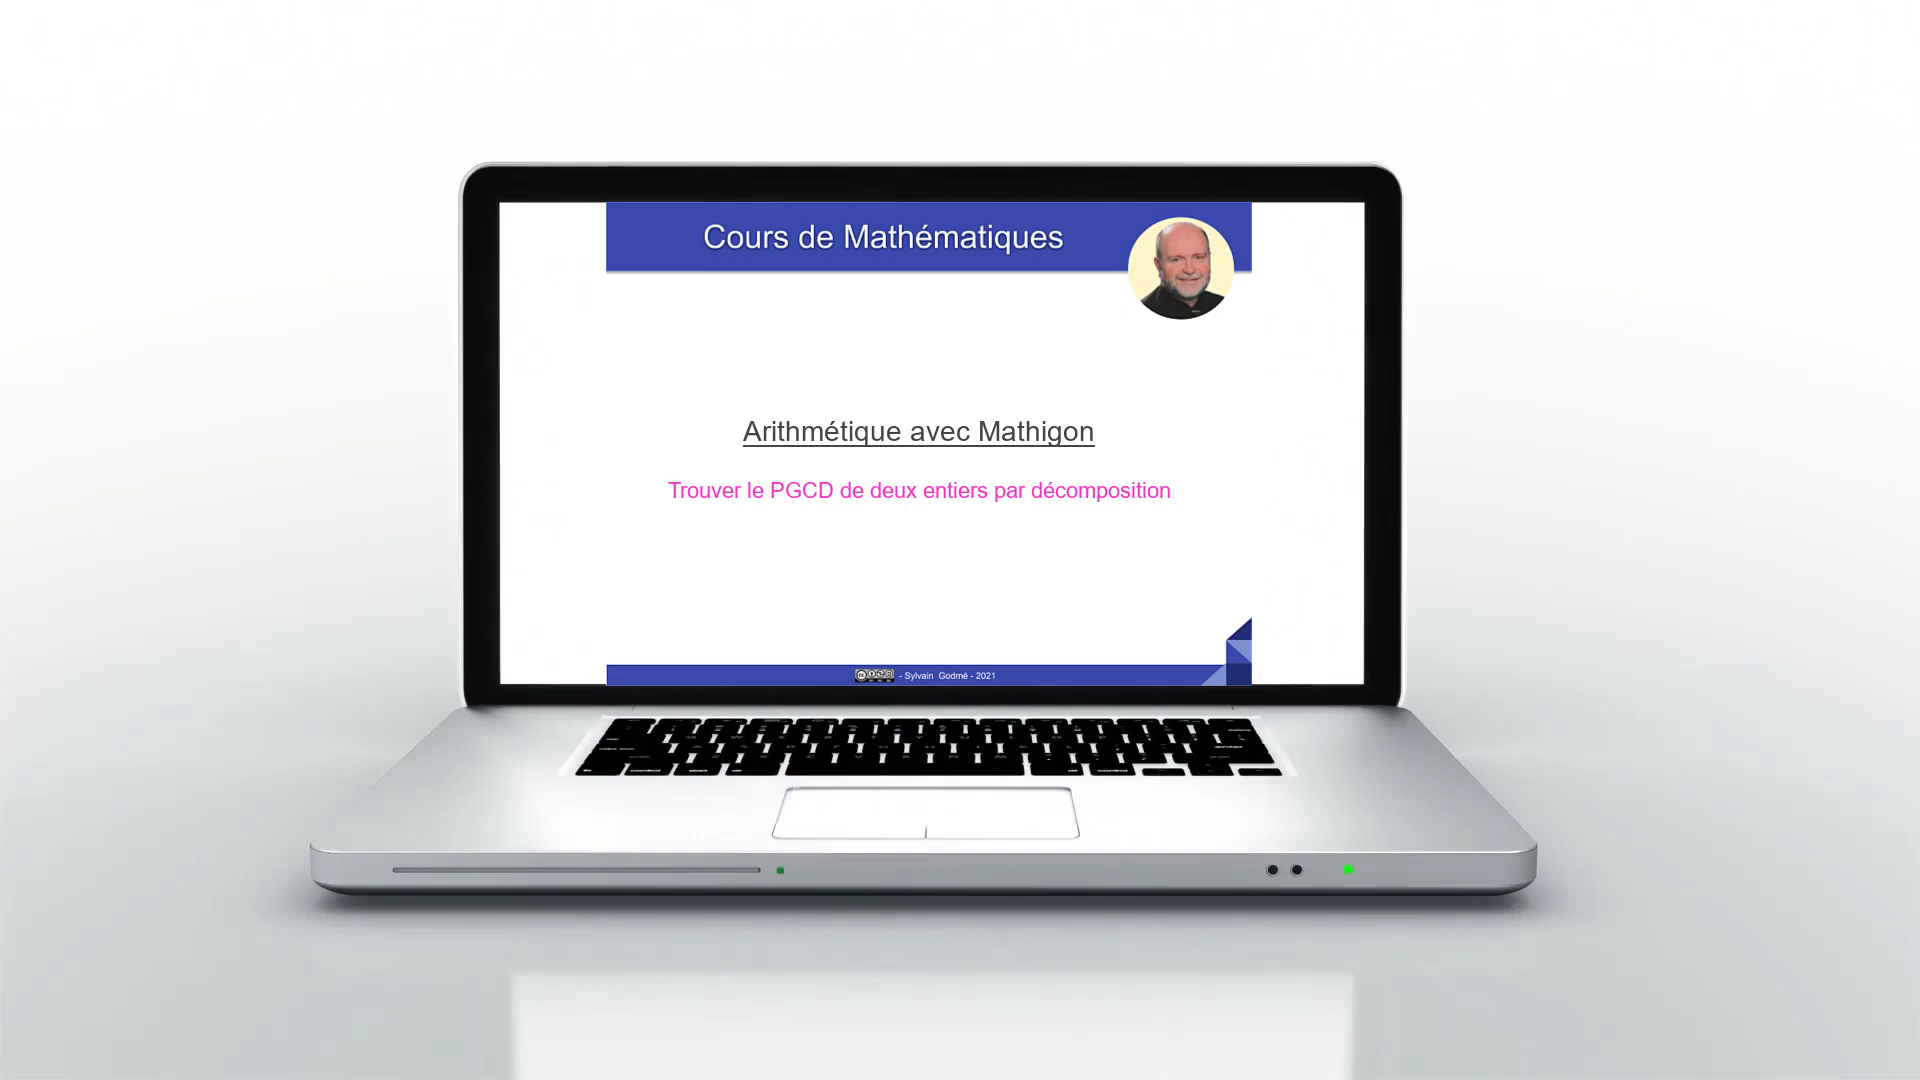 Cours de Mathématiques
Arithmétique avec Mathigon
Trouver le PGCD de deux entiers par décomposition
- Sylvain Godmé - 2021